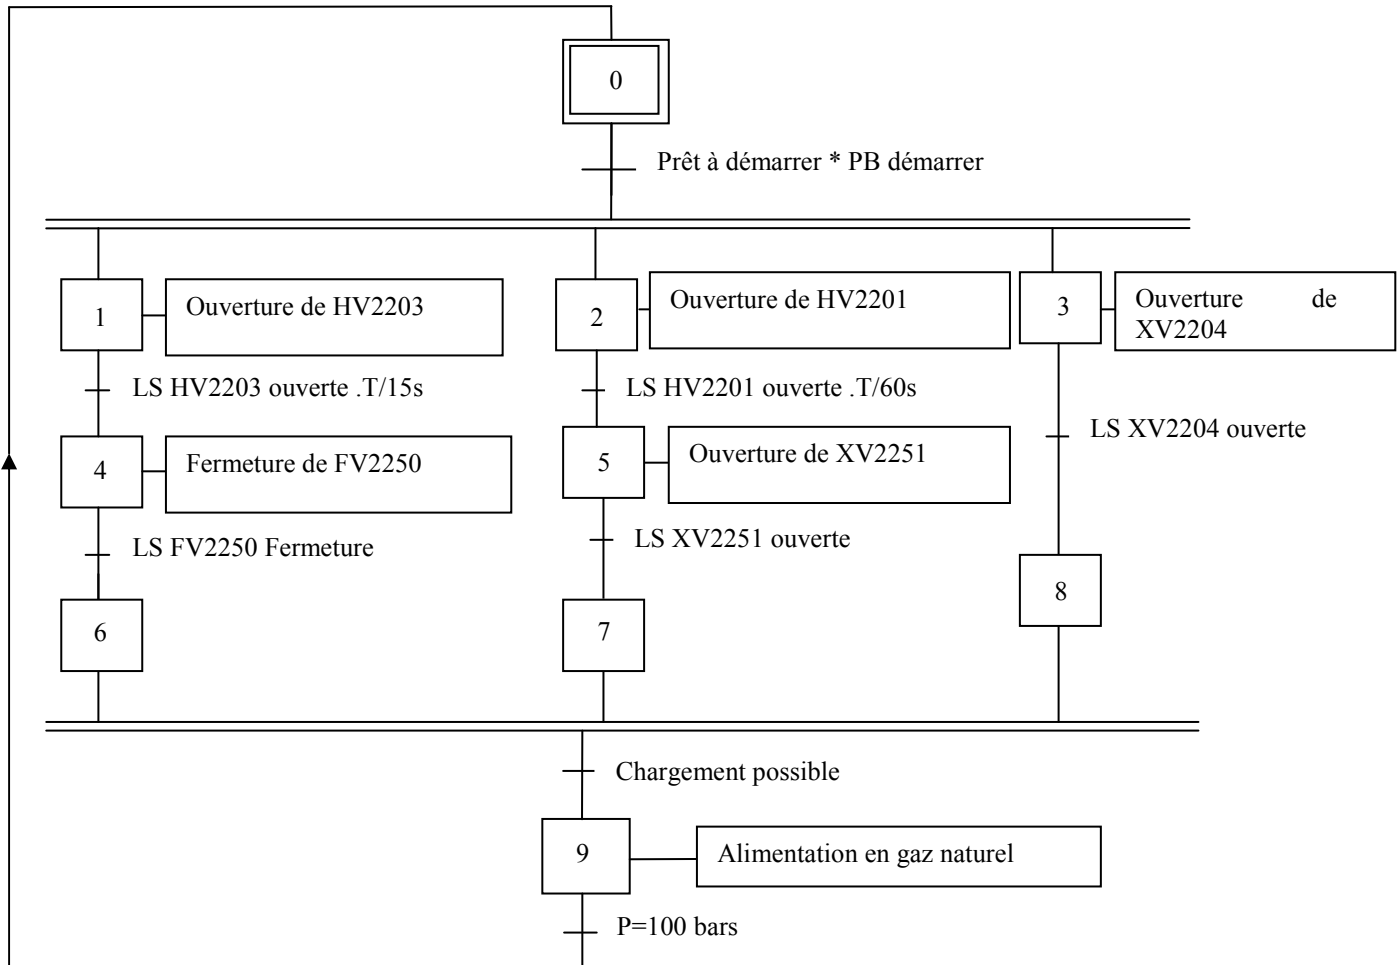 0
Prêt à démarrer * PB démarrer
1
Ouverture de HV2203
2
Ouverture de HV2201
3
Ouverture de
XV2204
LS HV2203 ouverte .T/15s
LS HV2201 ouverte .T/60s
LS XV2204 ouverte
4
Fermeture de FV2250
5
Ouverture de XV2251
LS FV2250 Fermeture
LS XV2251 ouverte
8
6
7
Chargement possible
9
Alimentation en gaz naturel
P=100 bars